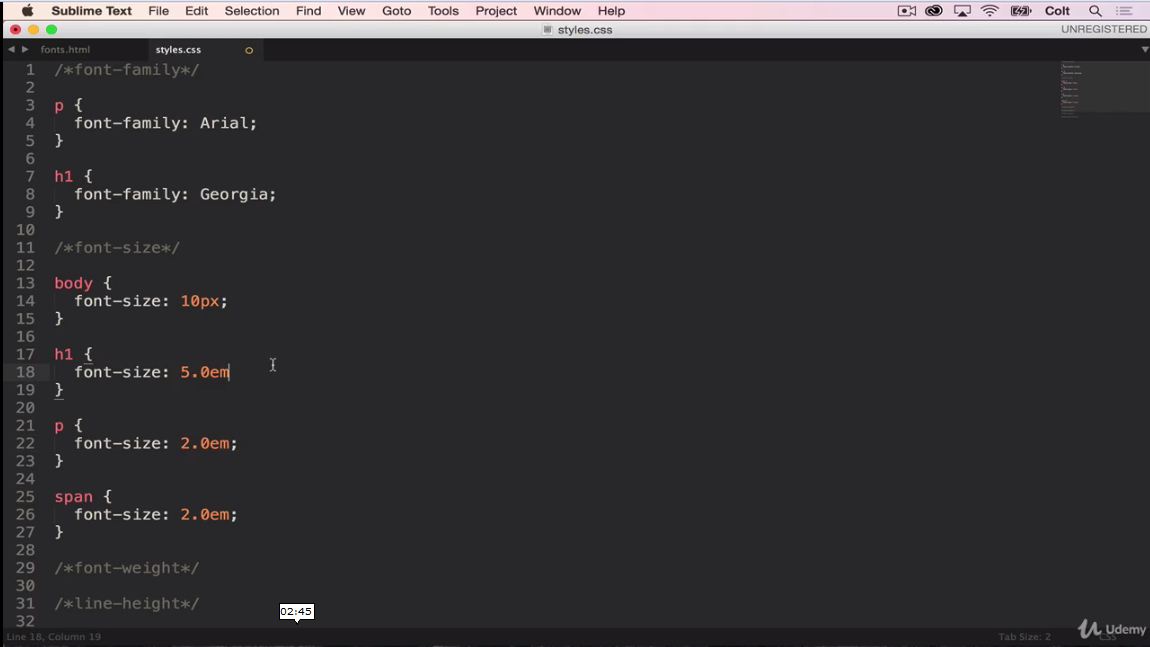 Sublime Text File Edit Selection Find View Goto Tools Project Window Help Colt
styles.css UNREGISTERED
fonts.html styles.css
1 /*font-family*/
2
3 p {
4 font-family: Arial;
5 }
6
7 h1 {
8 font-family: Georgia;
9 }
10
11 /*font-size*/
12
13 body {
14 font-size: 10px;
15 }
16
17 h1 {
18 font-size: 5.0em
19 }
20
21 p {
22 font-size: 2.0em;
23 }
24
25 span {
26 font-size: 2.0em;
27 }
28
29 /*font-weight*/
30
31 /*line-height*/
32
02:45
Line 18, Column 19 Tab Size: 2 CSS
Udemy